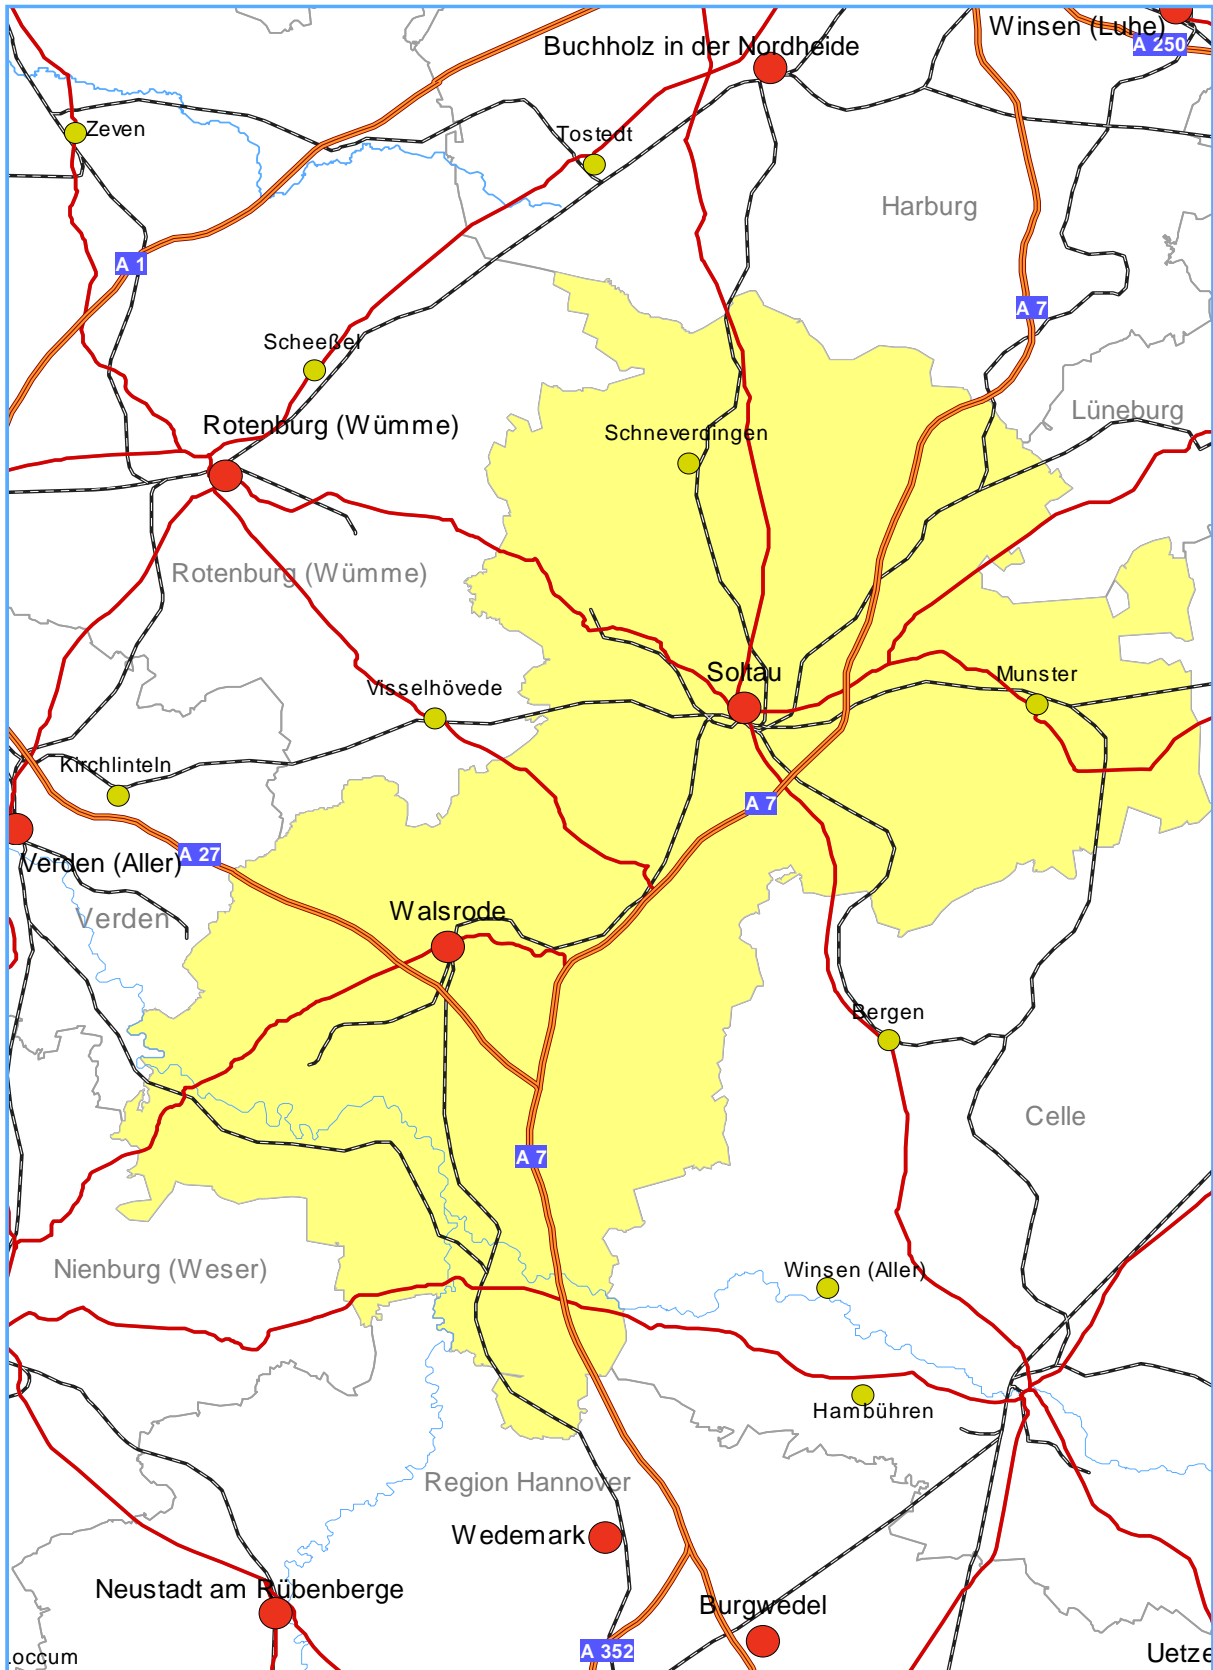 Winsen (Luhe)
A 250
Buchholz in der Nordheide
Zeven
Tostedt
Harburg
A 1
A 7
Scheeßel
Lüneburg
Rotenburg (Wümme)
Schneverdingen
Rotenburg (Wümme)
Soltau
Munster
Visselhövede
Kirchlinteln
A 7
A 27
Verden (Aller)
Walsrode
Verden
Bergen
Celle
A 7
Nienburg (Weser)
Winsen (Aller)
Hambühren
Region Hannover
Wedemark
Neustadt am Rübenberge
Burgwedel
A 352
occum
Uetze